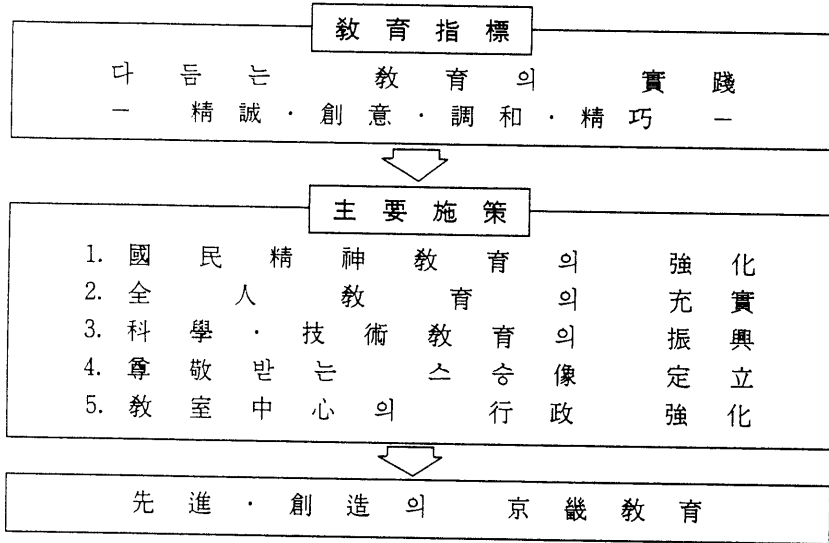 敎育指標
다듬는 敎育의 實踐
― 精誠·創意·調和·精巧 ―
主要施策
1. 國民精神敎育의 強化
2. 全人敎育의 充實
3. 科學·技術敎育의 振興
4. 尊敬받는 스승像 定立
5. 敎室中心의 行政 強化
先進·創造의 京畿敎育